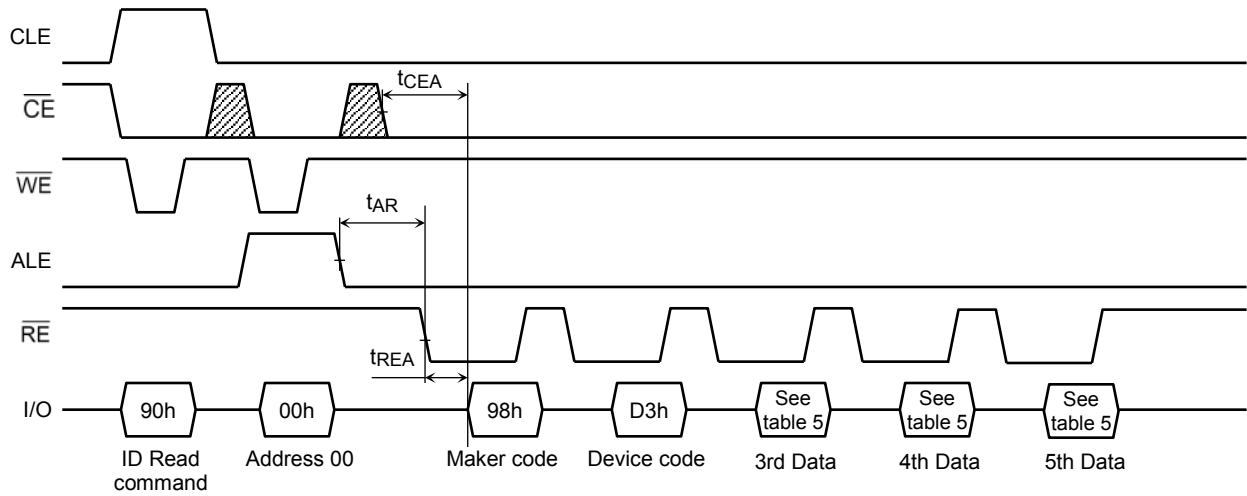 CLE
tCEA
CE
WE
tAR
ALE
RE
tREA
I/O
90h
00h
98h
D3h
See
table 5
See
table 5
See
table 5
ID Read
command
Address 00
Maker code
Device code
3rd Data
4th Data
5th Data